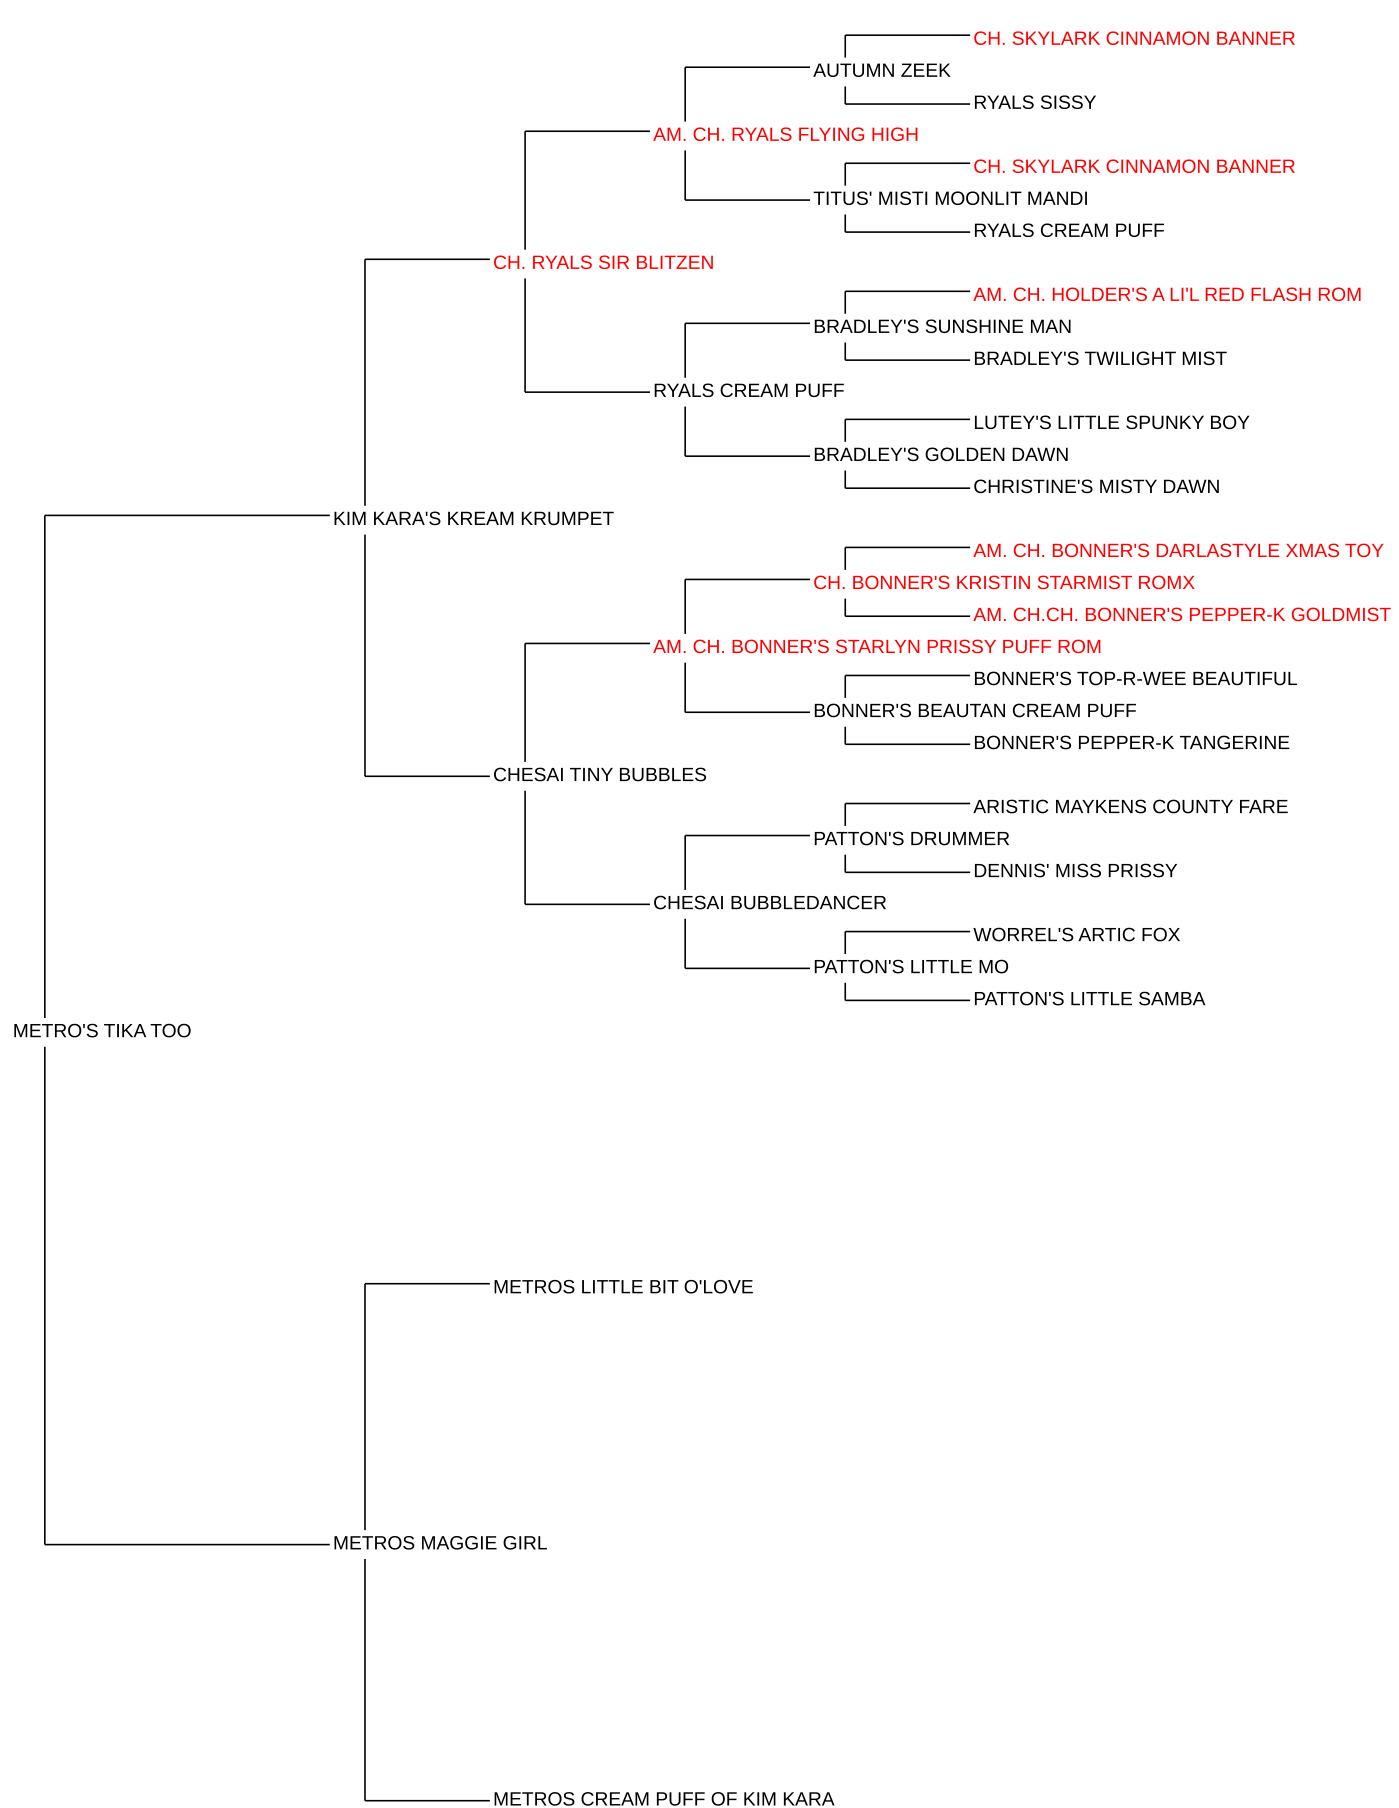 CH. SKYLARK CINNAMON BANNER
AUTUMN ZEEK
RYALS SISSY
AM. CH. RYALS FLYING HIGH
CH. SKYLARK CINNAMON BANNER
TITUS' MISTI MOONLIT MANDI
RYALS CREAM PUFF
CH. RYALS SIR BLITZEN
AM. CH. HOLDER'S A LI'L RED FLASH ROM
BRADLEY'S SUNSHINE MAN
BRADLEY'S TWILIGHT MIST
RYALS CREAM PUFF
LUTEY'S LITTLE SPUNKY BOY
BRADLEY'S GOLDEN DAWN
CHRISTINE'S MISTY DAWN
KIM KARA'S KREAM KRUMPET
AM. CH. BONNER'S DARLASTYLE XMAS TOY
CH. BONNER'S KRISTIN STARMIST ROMX
AM. CH.CH. BONNER'S PEPPER-K GOLDMIST
AM. CH. BONNER'S STARLYN PRISSY PUFF ROM
BONNER'S TOP-R-WEE BEAUTIFUL
BONNER'S BEAUTAN CREAM PUFF
BONNER'S PEPPER-K TANGERINE
CHESAI TINY BUBBLES
ARISTIC MAYKENS COUNTY FARE
PATTON'S DRUMMER
DENNIS' MISS PRISSY
CHESAI BUBBLEDANCER
WORREL'S ARTIC FOX
PATTON'S LITTLE MO
PATTON'S LITTLE SAMBA
METRO'S TIKA TOO
METROS LITTLE BIT O'LOVE
METROS MAGGIE GIRL
METROS CREAM PUFF OF KIM KARA